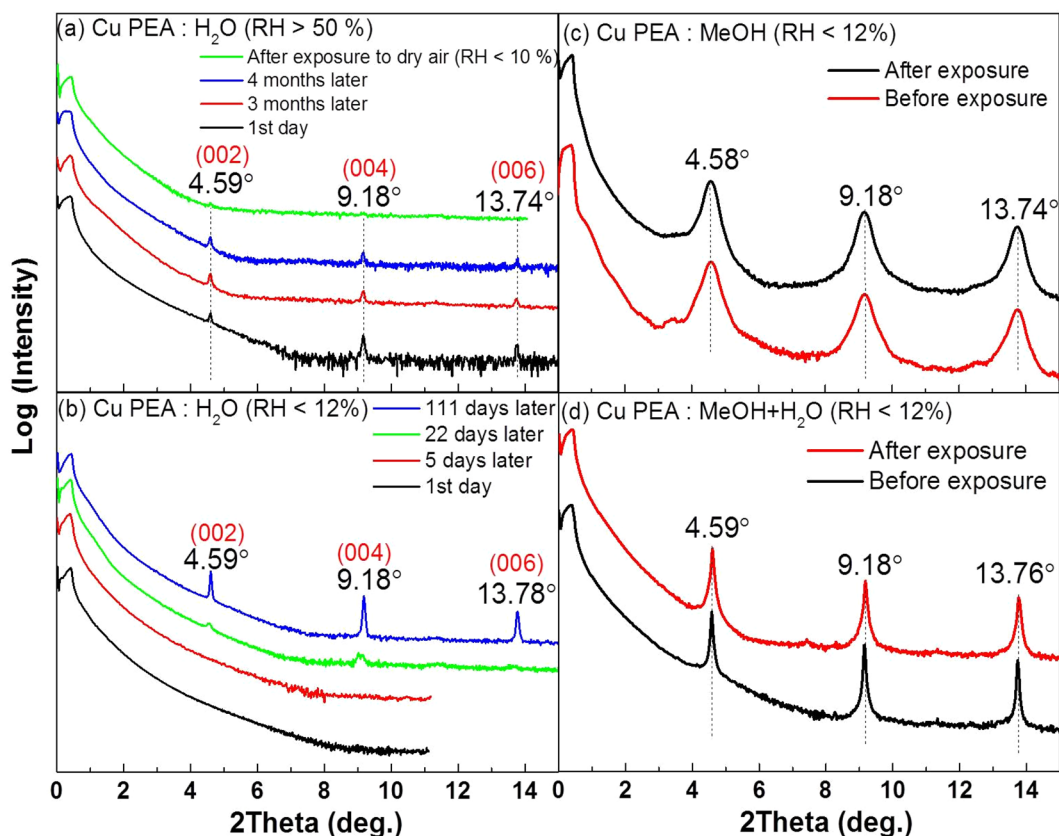 (a) Cu PEA : H₂O (RH > 50 %)
After exposure to dry air (RH < 10 %)
4 months later
3 months later
1st day
(002)
4.59°
(004)
9.18°
(006)
13.74°
(b) Cu PEA : H₂O (RH < 12%)
111 days later
22 days later
5 days later
1st day
(002)
4.59°
(004)
9.18°
(006)
13.78°
0 2 4 6 8 10 12 14
2Theta (deg.)
Log (Intensity)
(c) Cu PEA : MeOH (RH < 12%)
After exposure
Before exposure
4.58°
9.18°
13.74°
(d) Cu PEA : MeOH+H₂O (RH < 12%)
After exposure
Before exposure
4.59°
9.18°
13.76°
0 2 4 6 8 10 12 14
2Theta (deg.)